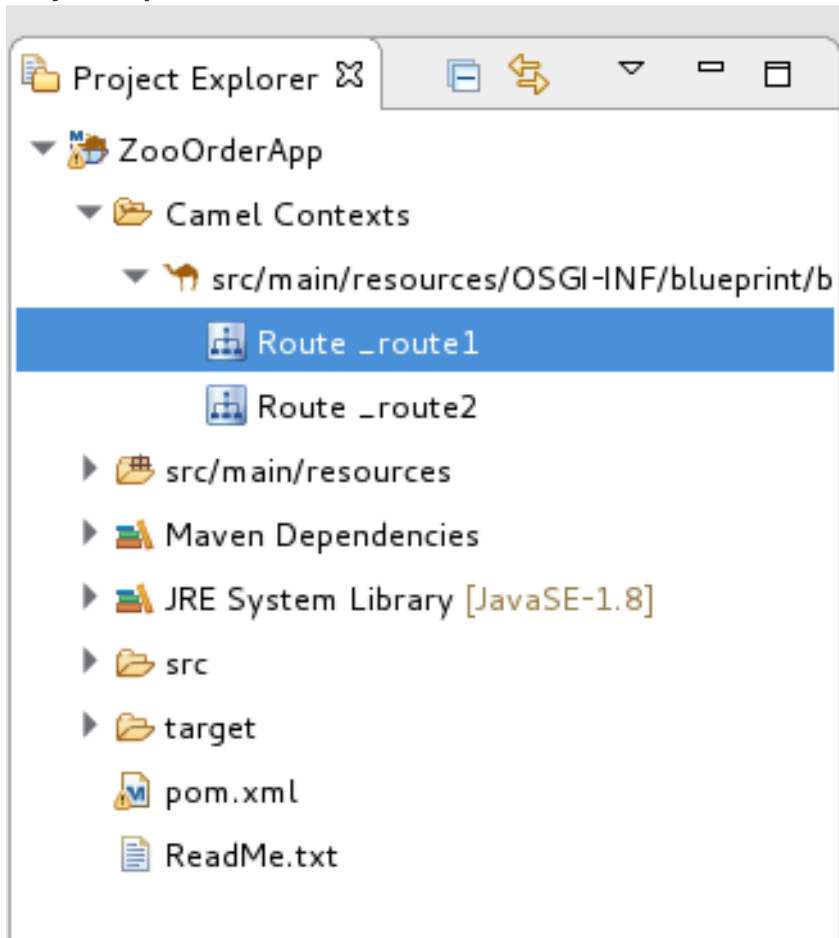 Project Explorer
ZooOrderApp
Camel Contexts
src/main/resources/OSGI-INF/blueprint/b
Route _route1
Route _route2
src/main/resources
Maven Dependencies
JRE System Library [JavaSE-1.8]
src
target
pom.xml
ReadMe.txt